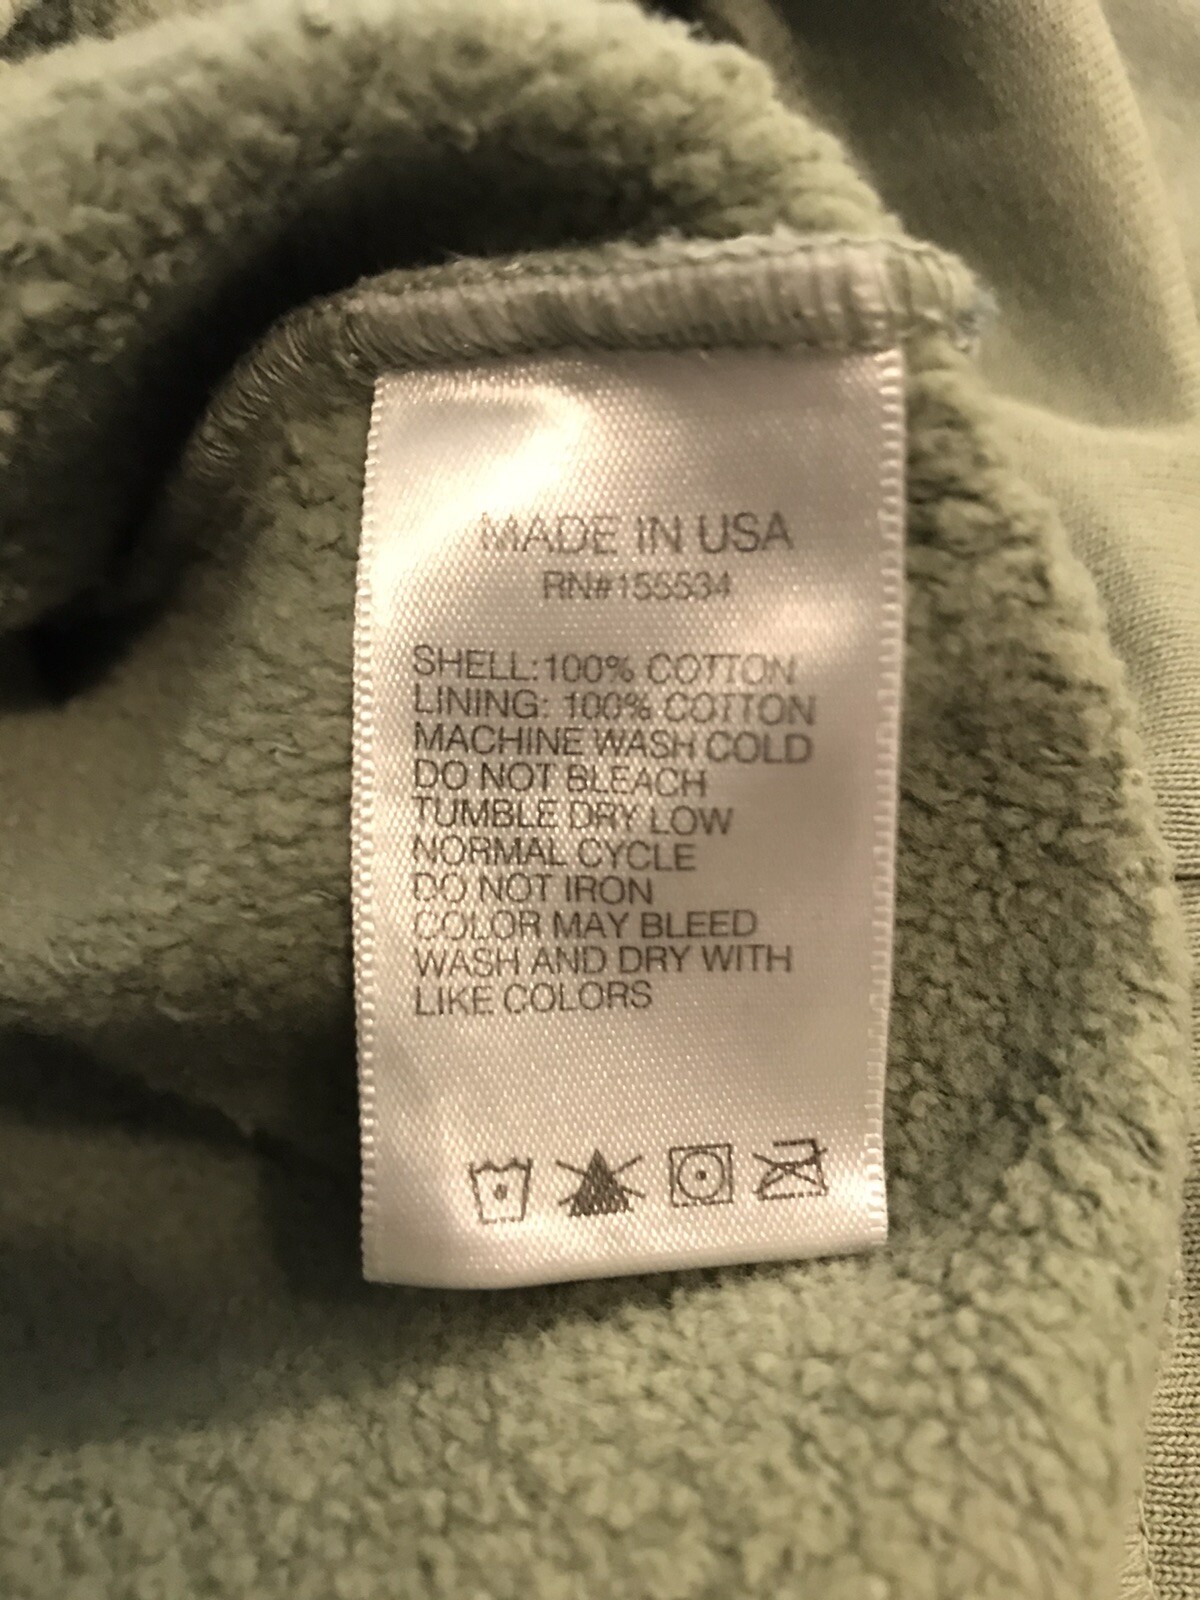 MADE IN USA
RN#155534
SHELL: 100% COTTON
LINING: 100% COTTON
MACHINE WASH COLD
DO NOT BLEACH
TUMBLE DRY LOW
NORMAL CYCLE
DO NOT IRON
COLOR MAY BLEED
WASH AND DRY WITH
LIKE COLORS